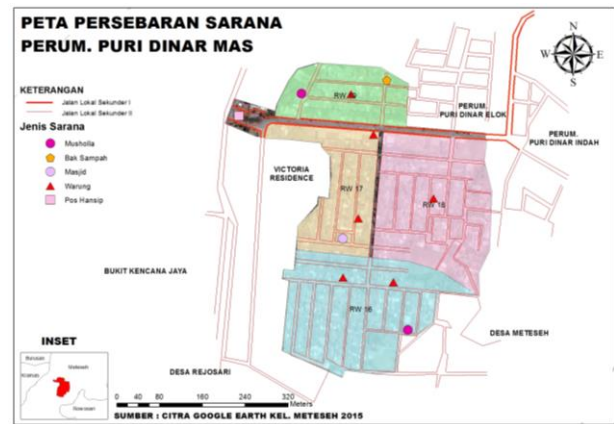 PETA PERSEBARAN SARANA
PERUM. PURI DINAR MAS
N
W
E
S
KETERANGAN
Jalan Lokal Sekunder I
Jalan Lokal Sekunder II
Jenis Sarana
Musholla
Bak Sampah
Masjid
Warung
Pos Hansip
RW
PERUM.
PURI DINAR ELOK
PERUM.
PURI DINAR INDAH
VICTORIA
RESIDENCE
RW 17
RW 18
BUKIT KENCANA JAYA
RW 16
DESA METESEH
DESA REJOSARI
INSET
Meteseh
0 40 80 160 240 320
Meters
SUMBER : CITRA GOOGLE EARTH KEL. METESEH 2015